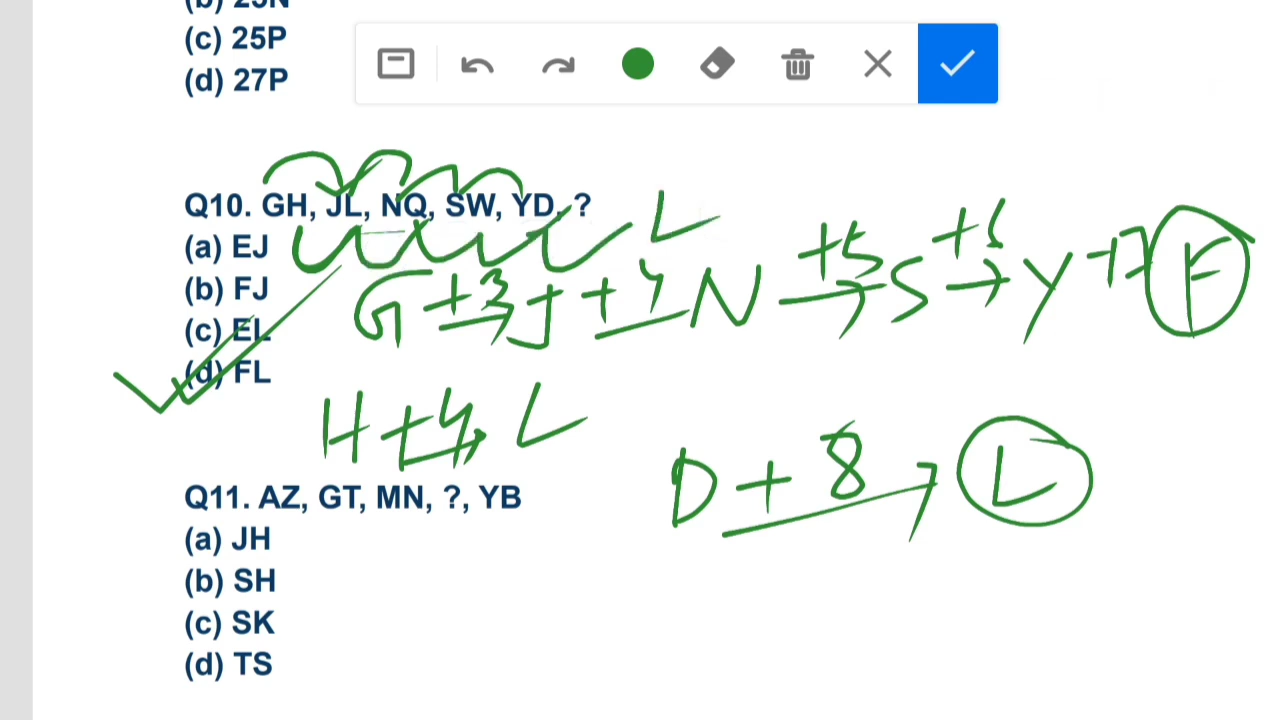 (b) 25N
(c) 25P
(d) 27P
Q10. GH, JL, NQ, SW, YD, ?
(a) EJ
(b) FJ
(c) EL
(d) FL
L
G +3 J +4 N +5 S +6 Y +7 F
H +4 L
D + 8 L
Q11. AZ, GT, MN, ?, YB
(a) JH
(b) SH
(c) SK
(d) TS